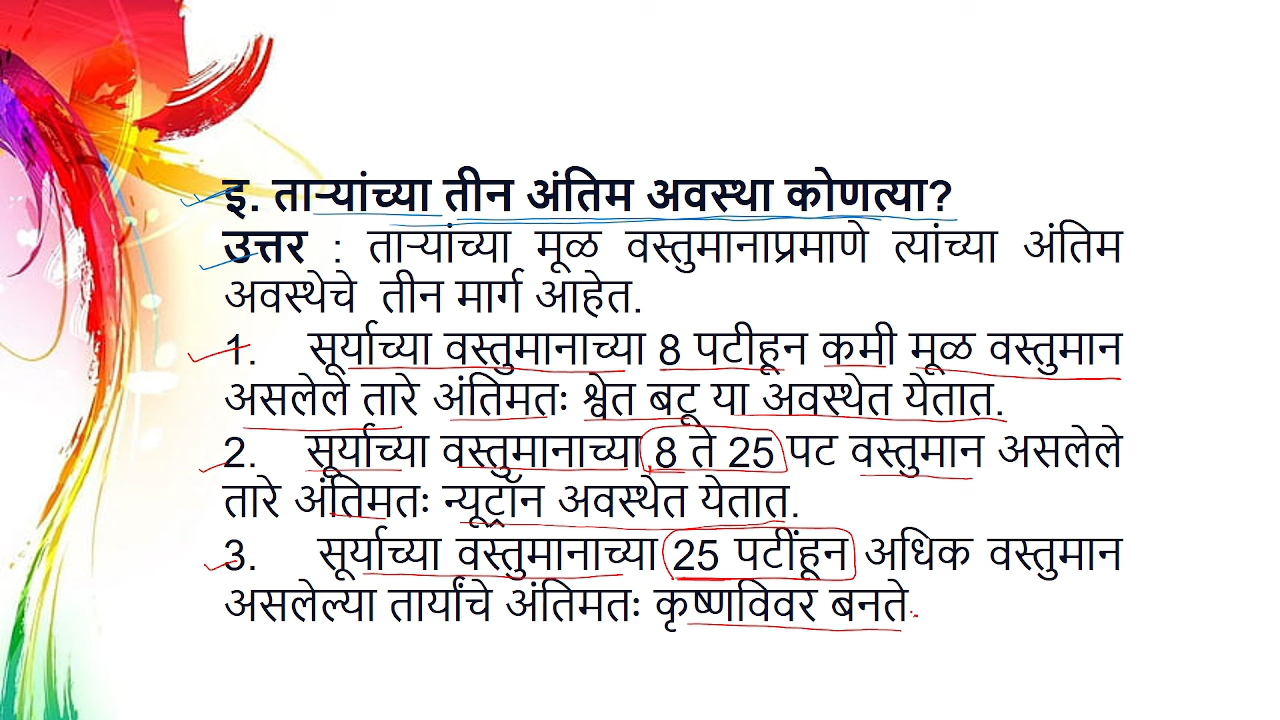 इ. ताऱ्यांच्या तीन अंतिम अवस्था कोणत्या?
उत्तर : ताऱ्यांच्या मूळ वस्तुमानाप्रमाणे त्यांच्या अंतिम
अवस्थेचे तीन मार्ग आहेत.
1. सूर्याच्या वस्तुमानाच्या 8 पटीहून कमी मूळ वस्तुमान
असलेले तारे अंतिमतः श्वेत बटू या अवस्थेत येतात.
2. सूर्याच्या वस्तुमानाच्या 8 ते 25 पट वस्तुमान असलेले
तारे अंतिमतः न्यूट्रॉन अवस्थेत येतात.
3. सूर्याच्या वस्तुमानाच्या 25 पटींहून अधिक वस्तुमान
असलेल्या तार्यांचे अंतिमतः कृष्णविवर बनते.